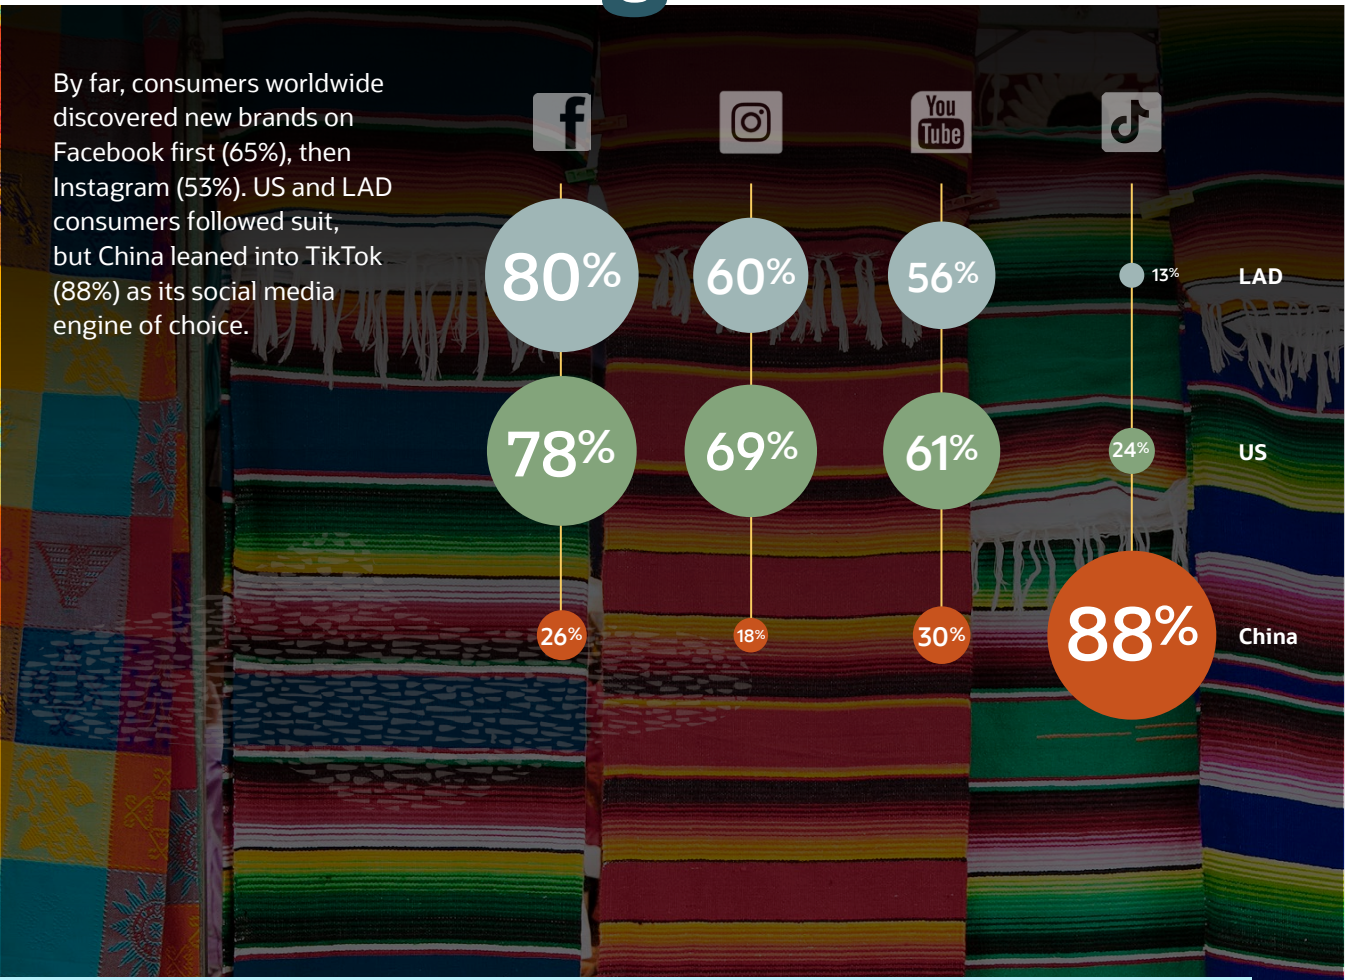 By far, consumers worldwide
discovered new brands on
Facebook first (65%), then
Instagram (53%). US and LAD
consumers followed suit,
but China leaned into TikTok
(88%) as its social media
engine of choice.
You
Tube
80% 60% 56% 13% LAD
78% 69% 61% 24% US
26% 18% 30% 88% China